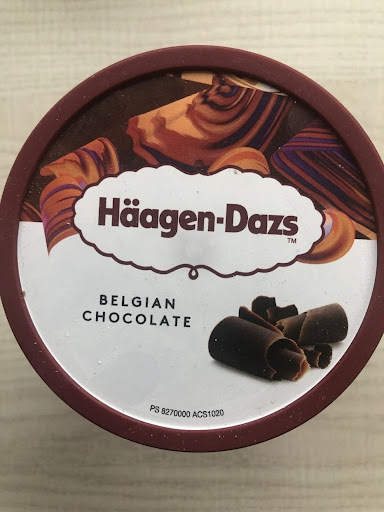 Häagen-Dazs
TM
BELGIAN
CHOCOLATE
PS 8270000 ACS1020